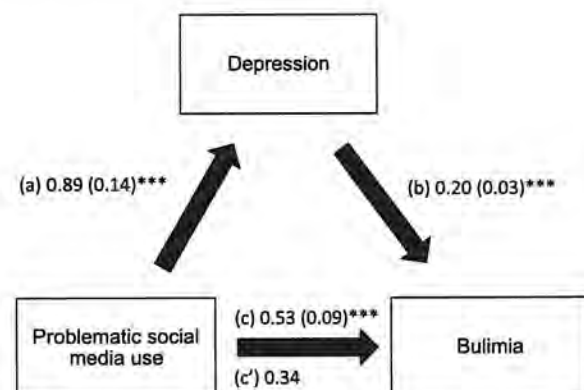 Depression
(a) 0.89 (0.14)***
(b) 0.20 (0.03)***
Problematic social
media use
(c) 0.53 (0.09)***
(c') 0.34
Bulimia